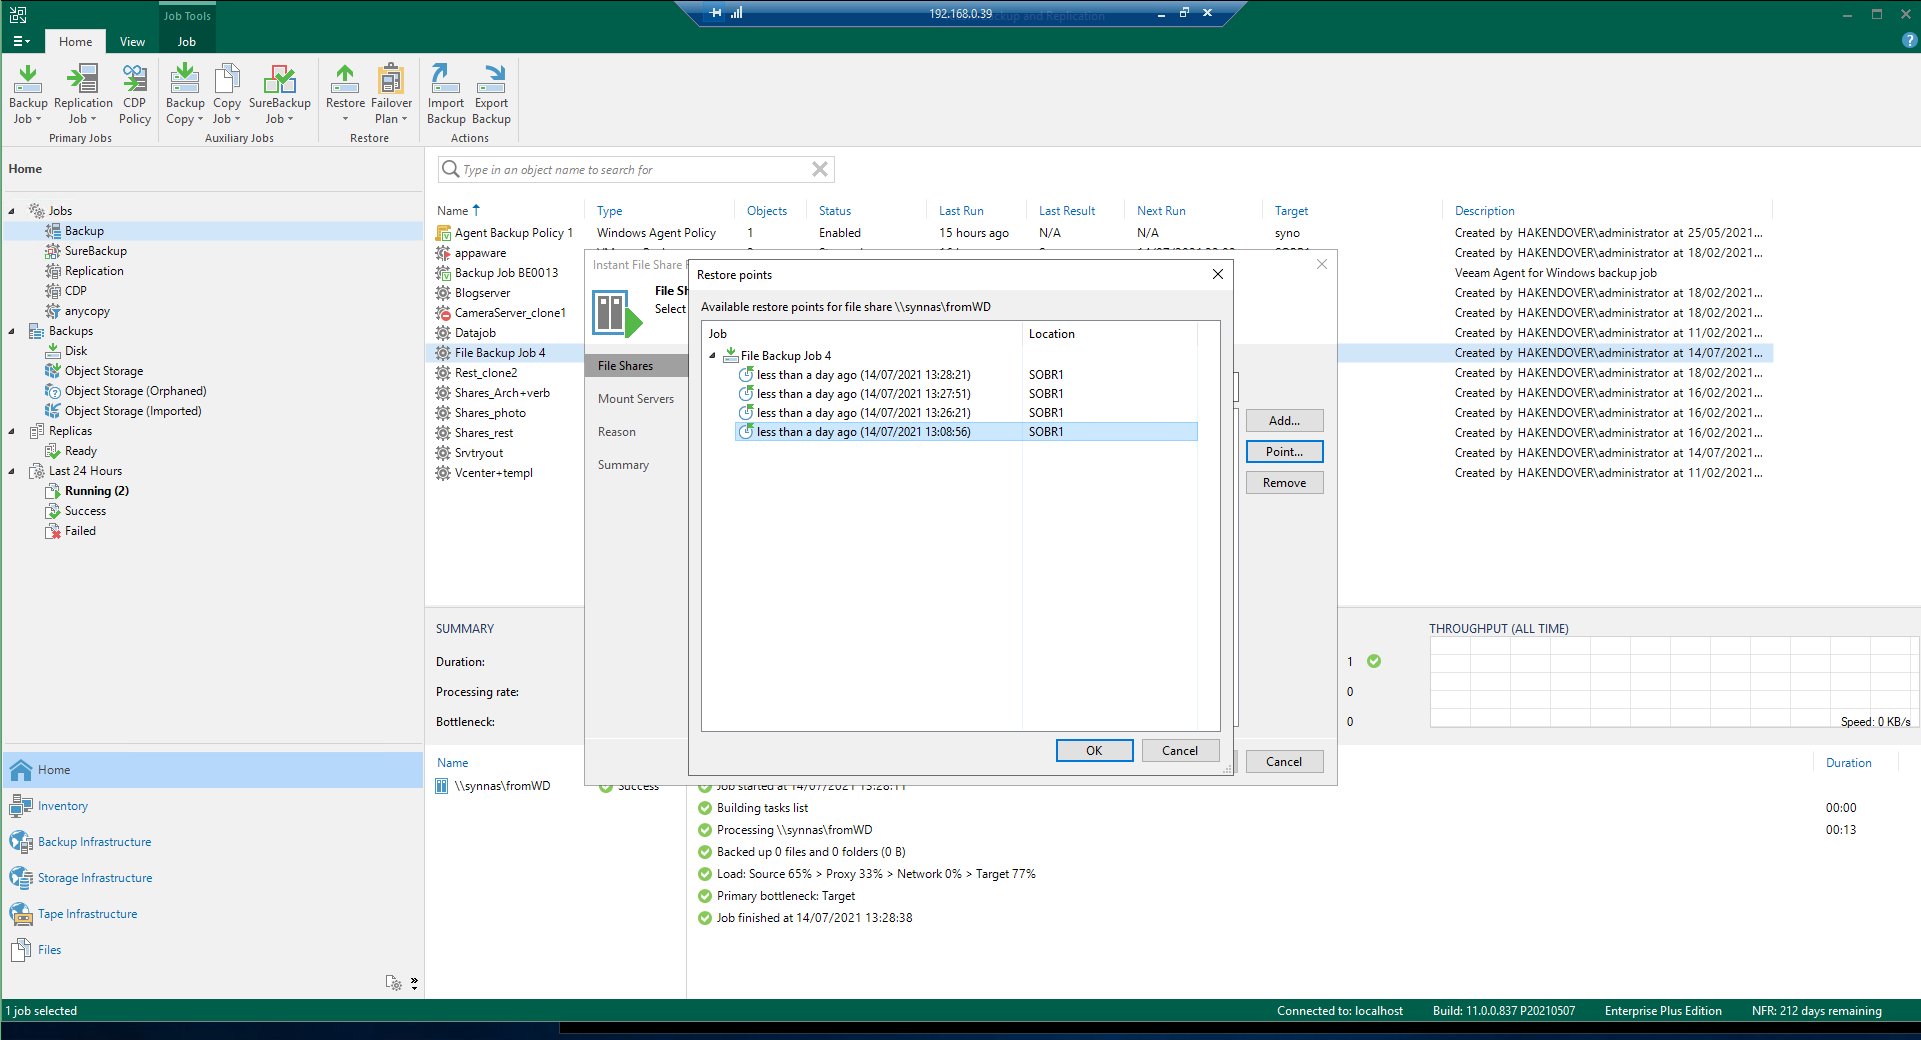 Job Tools
192.168.0.39
Backup and Replication
Home
View
Job
Backup Job
Replication Job
CDP Policy
Primary Jobs
Backup Copy
Copy Job
SureBackup Job
Auxiliary Jobs
Restore
Failover Plan
Restore
Import Backup
Export Backup
Actions
Home
Jobs
Backup
SureBackup
Replication
CDP
anycopy
Backups
Disk
Object Storage
Object Storage (Orphaned)
Object Storage (Imported)
Replicas
Ready
Last 24 Hours
Running (2)
Success
Failed
Home
Inventory
Backup Infrastructure
Storage Infrastructure
Tape Infrastructure
Files
Type in an object name to search for
Name Type Objects Status Last Run Last Result Next Run Target Description
Agent Backup Policy 1 Windows Agent Policy 1 Enabled 15 hours ago N/A N/A syno Created by HAKENDOVER\administrator at 25/05/2021...
appaware Created by HAKENDOVER\administrator at 18/02/2021...
Backup Job BE0013 Veeam Agent for Windows backup job
Blogserver Created by HAKENDOVER\administrator at 18/02/2021...
CameraServer_clone1 Created by HAKENDOVER\administrator at 18/02/2021...
Datajob Created by HAKENDOVER\administrator at 11/02/2021...
File Backup Job 4 Created by HAKENDOVER\administrator at 14/07/2021...
Rest_clone2 Created by HAKENDOVER\administrator at 18/02/2021...
Shares_Arch+verb Created by HAKENDOVER\administrator at 16/02/2021...
Shares_photo Created by HAKENDOVER\administrator at 16/02/2021...
Shares_rest Created by HAKENDOVER\administrator at 16/02/2021...
Srvtryout Created by HAKENDOVER\administrator at 14/07/2021...
Vcenter+templ Created by HAKENDOVER\administrator at 11/02/2021...
Instant File Share
File Sh
Select
File Shares
Mount Servers
Reason
Summary
Add...
Point...
Remove
Cancel
Restore points
Available restore points for file share \\synnas\fromWD
Job Location
File Backup Job 4
less than a day ago (14/07/2021 13:28:21) SOBR1
less than a day ago (14/07/2021 13:27:51) SOBR1
less than a day ago (14/07/2021 13:26:21) SOBR1
less than a day ago (14/07/2021 13:08:56) SOBR1
OK
Cancel
SUMMARY
Duration:
Processing rate:
Bottleneck:
1
0
0
THROUGHPUT (ALL TIME)
Speed: 0 KB/s
Name
Duration
\\synnas\fromWD Success
Job started at 14/07/2021 13:28:11
Building tasks list 00:00
Processing \\synnas\fromWD 00:13
Backed up 0 files and 0 folders (0 B)
Load: Source 65% > Proxy 33% > Network 0% > Target 77%
Primary bottleneck: Target
Job finished at 14/07/2021 13:28:38
1 job selected
Connected to: localhost
Build: 11.0.0.837 P20210507
Enterprise Plus Edition
NFR: 212 days remaining